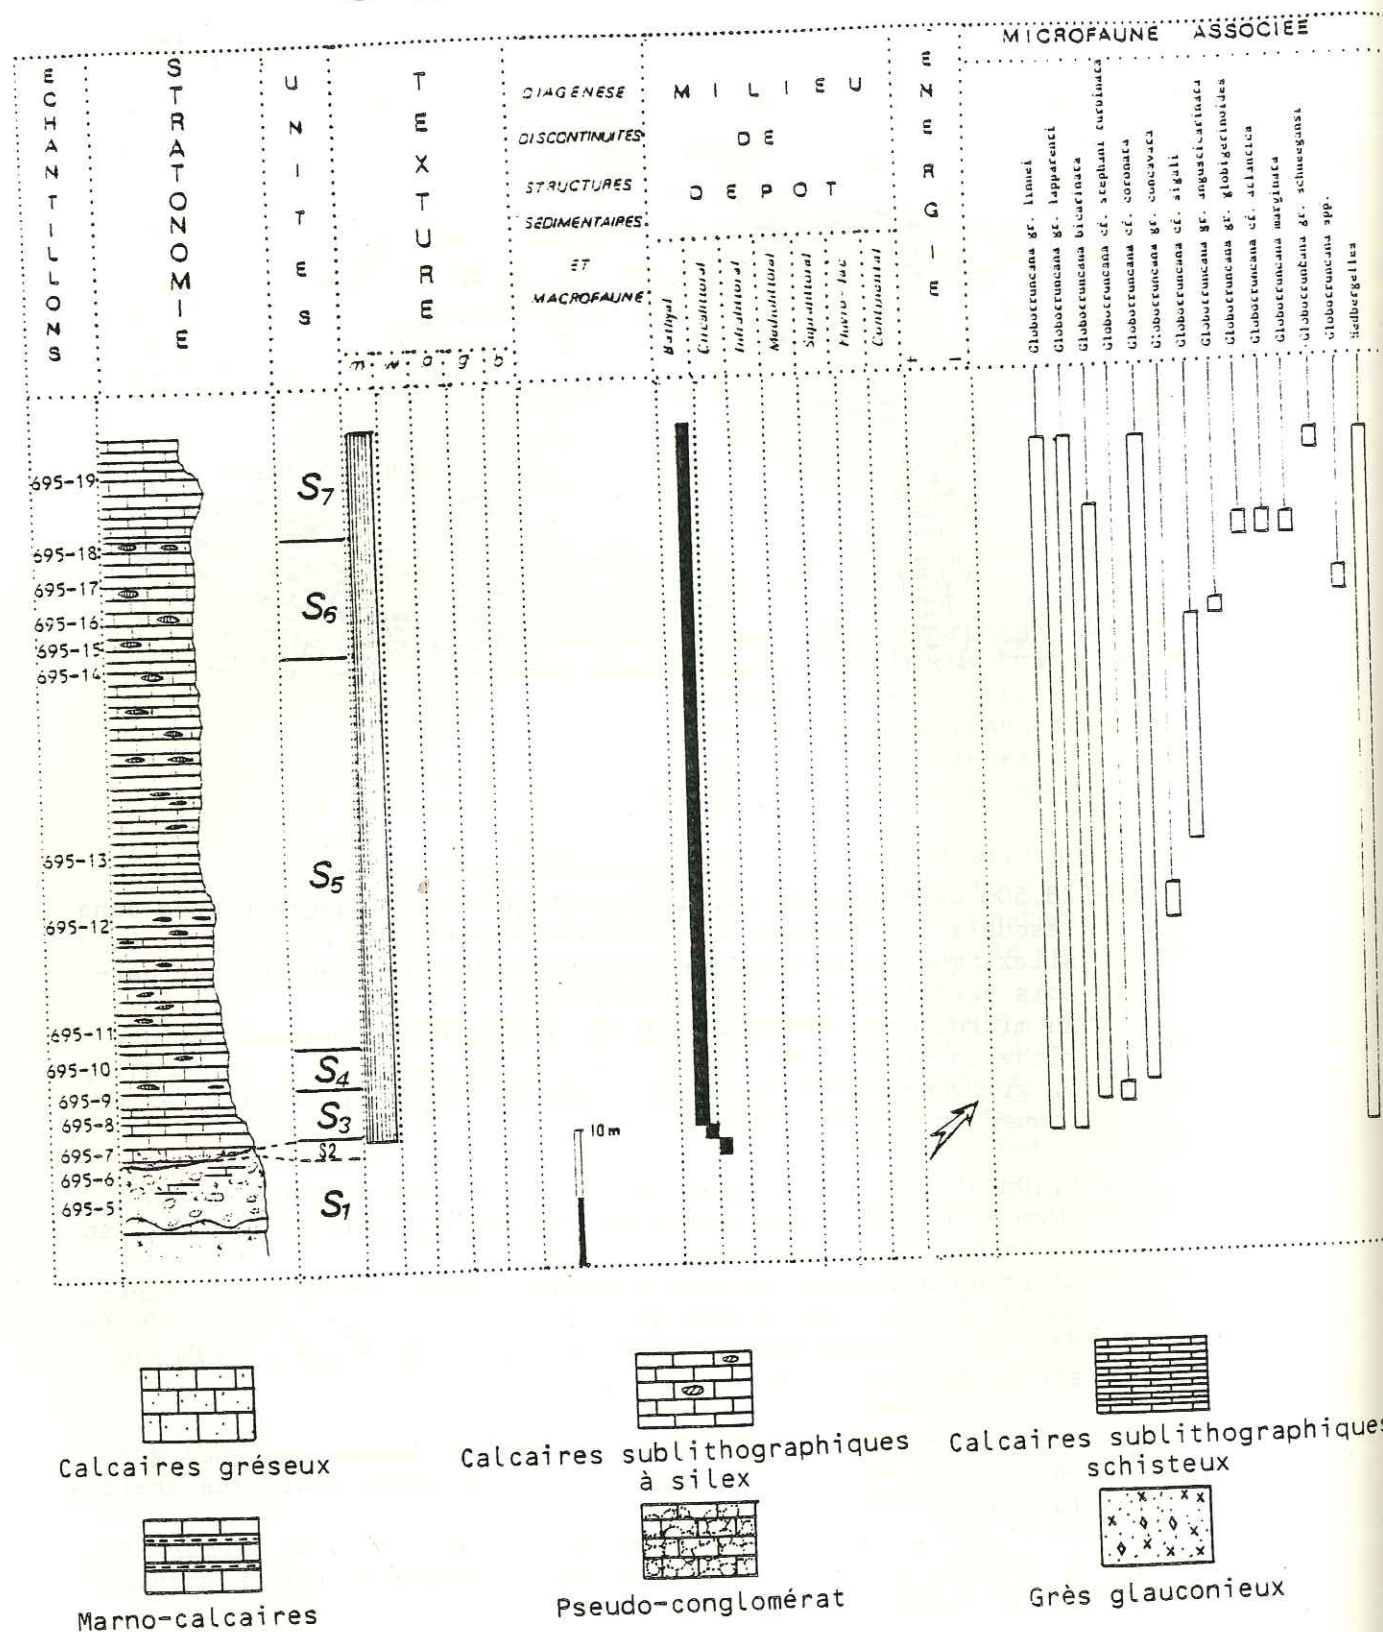 MICROFAUNE ASSOCIEE
ECHANTILLONS
STRATONOMIE
UNITES
TEXTURE
DIAGENESE
DISCONTINUITES
STRUCTURES
SEDIMENTAIRES
ET
MACROFAUNE
MILIEU
DE
DEPOT
ENERGIE
Bathyal
Circalittoral
Infralittoral
Mediolittoral
Supralittoral
Fluvio-lac
Continental
+ -
Globotruncana gr. linnei
Globotruncana gr. lapparenti
Globotruncana bicarinata
Globotruncana cf. stephani turbinata
Globotruncana cf. coronata
Globotruncana gr. concavata
Globotruncana cf. sigali
Globotruncana gr. angusticarinata
Globotruncana gr. globigerinoides
Globotruncana cf. atlantica
Globotruncana marginata
Globotruncana gr. schneegansi
Globotruncana spp.
Hedbergelles
695-19
695-18
695-17
695-16
695-15
695-14
695-13
695-12
695-11
695-10
695-9
695-8
695-7
695-6
695-5
S7
S6
S5
S4
S3
S2
S1
10m
Calcaires gréseux
Calcaires sublithographiques
à silex
Calcaires sublithographiques
schisteux
Marno-calcaires
Pseudo-conglomérat
Grès glauconieux